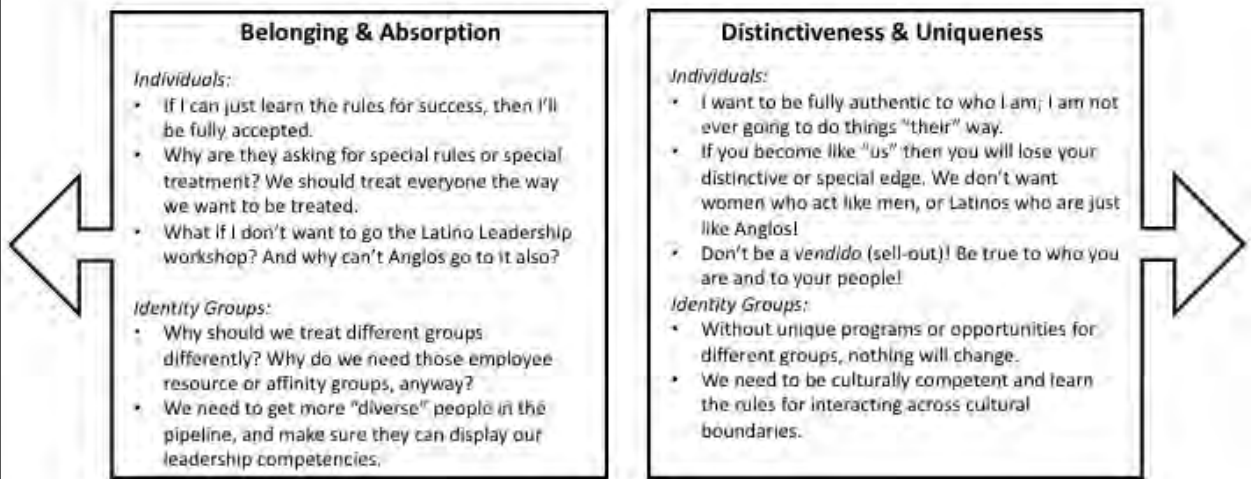 Belonging & Absorption
Individuals:
• If I can just learn the rules for success, then I'll
be fully accepted.
• Why are they asking for special rules or special
treatment? We should treat everyone the way
we want to be treated.
• What if I don't want to go the Latino Leadership
workshop? And why can't Anglos go to it also?
Identity Groups:
• Why should we treat different groups
differently? Why do we need those employee
resource or affinity groups, anyway?
• We need to get more "diverse" people in the
pipeline, and make sure they can display our
leadership competencies.
Distinctiveness & Uniqueness
Individuals:
• I want to be fully authentic to who I am; I am not
ever going to do things "their" way.
• If you become like "us" then you will lose your
distinctive or special edge. We don't want
women who act like men, or Latinos who are just
like Anglos!
• Don't be a vendido (sell-out)! Be true to who you
are and to your people!
Identity Groups:
• Without unique programs or opportunities for
different groups, nothing will change.
• We need to be culturally competent and learn
the rules for interacting across cultural
boundaries.